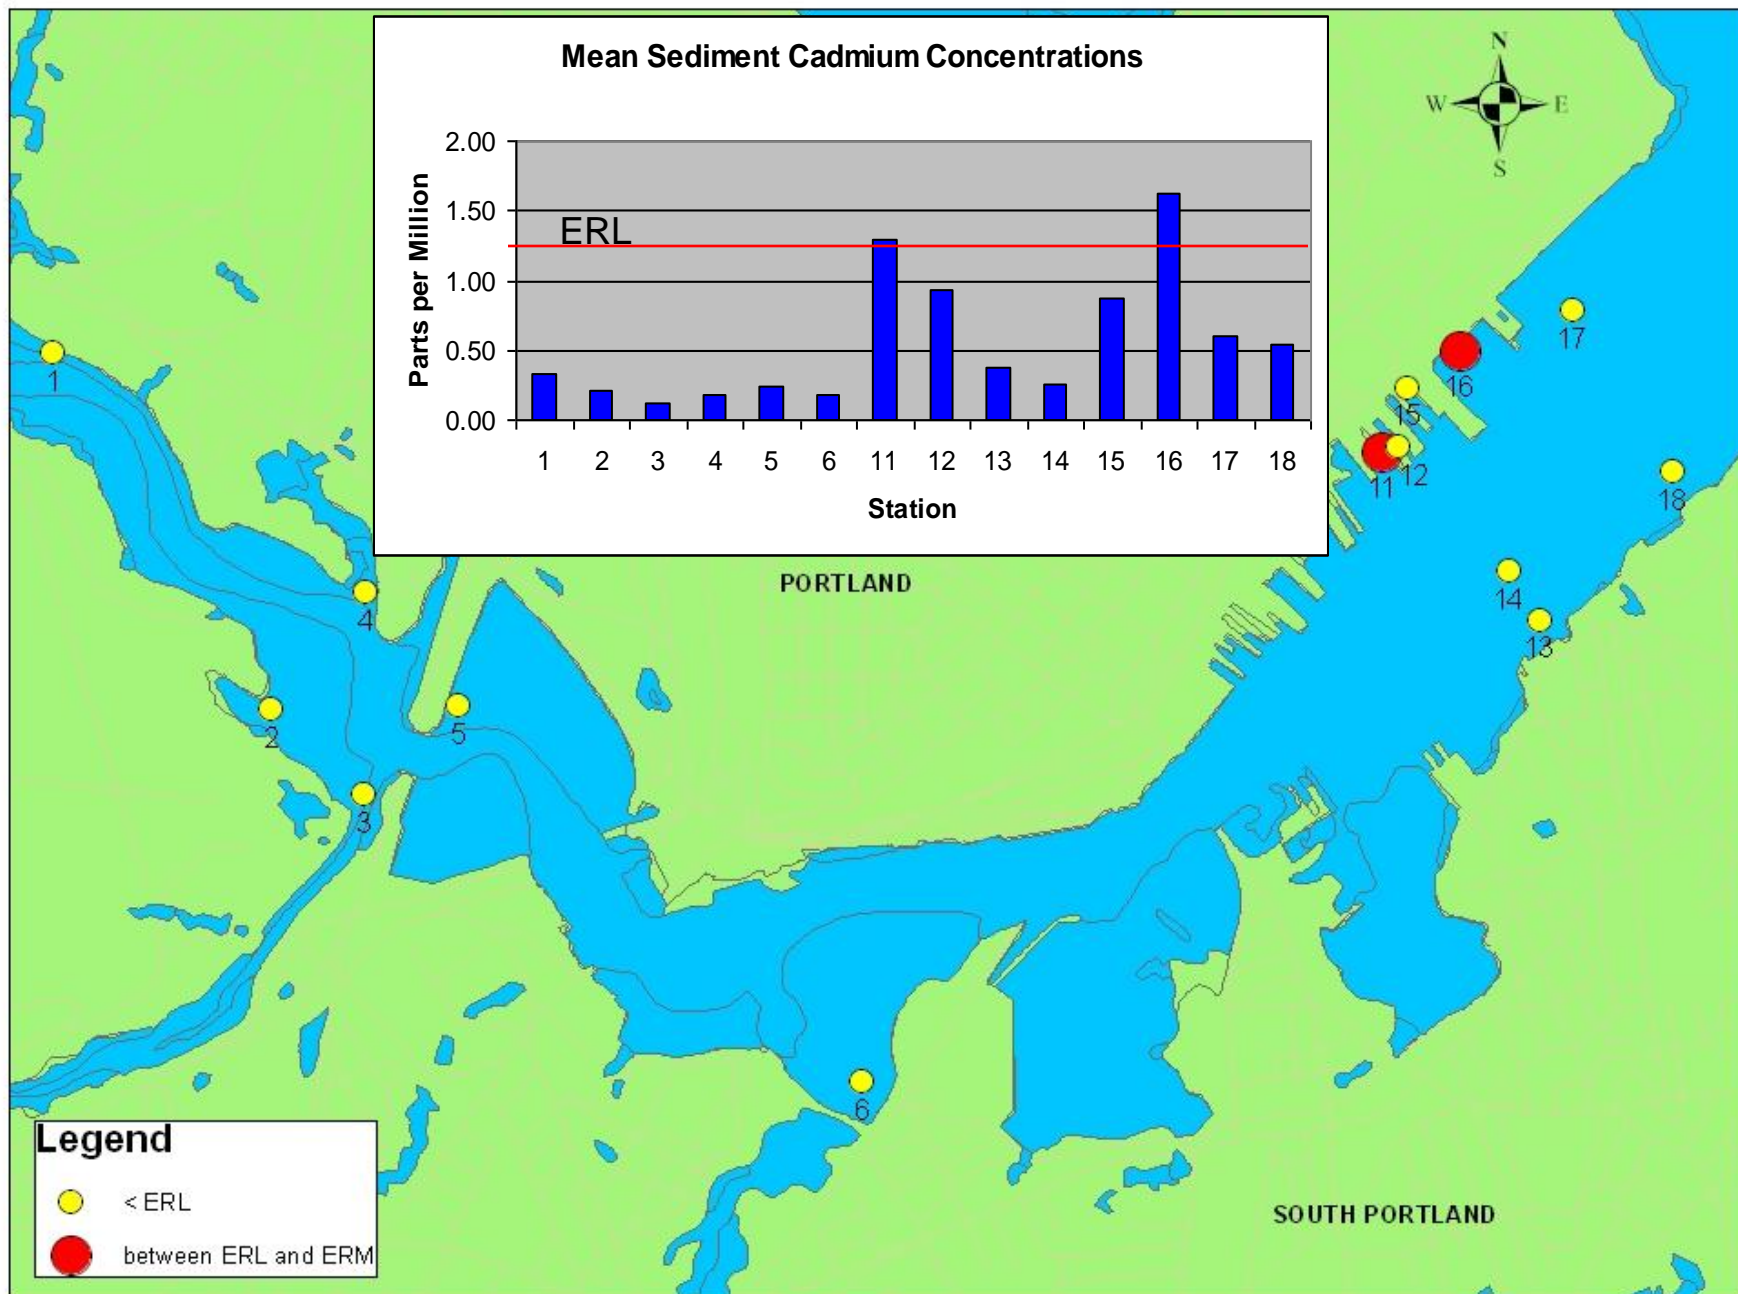 Mean Sediment Cadmium Concentrations
2.00
1.50
1.00
0.50
0.00
Parts per Million
ERL
1 2 3 4 5 6 11 12 13 14 15 16 17 18
Station
N
W E
S
1
17
16
15
12
11
18
4
14
13
2
5
3
6
PORTLAND
SOUTH PORTLAND
Legend
< ERL
between ERL and ERM